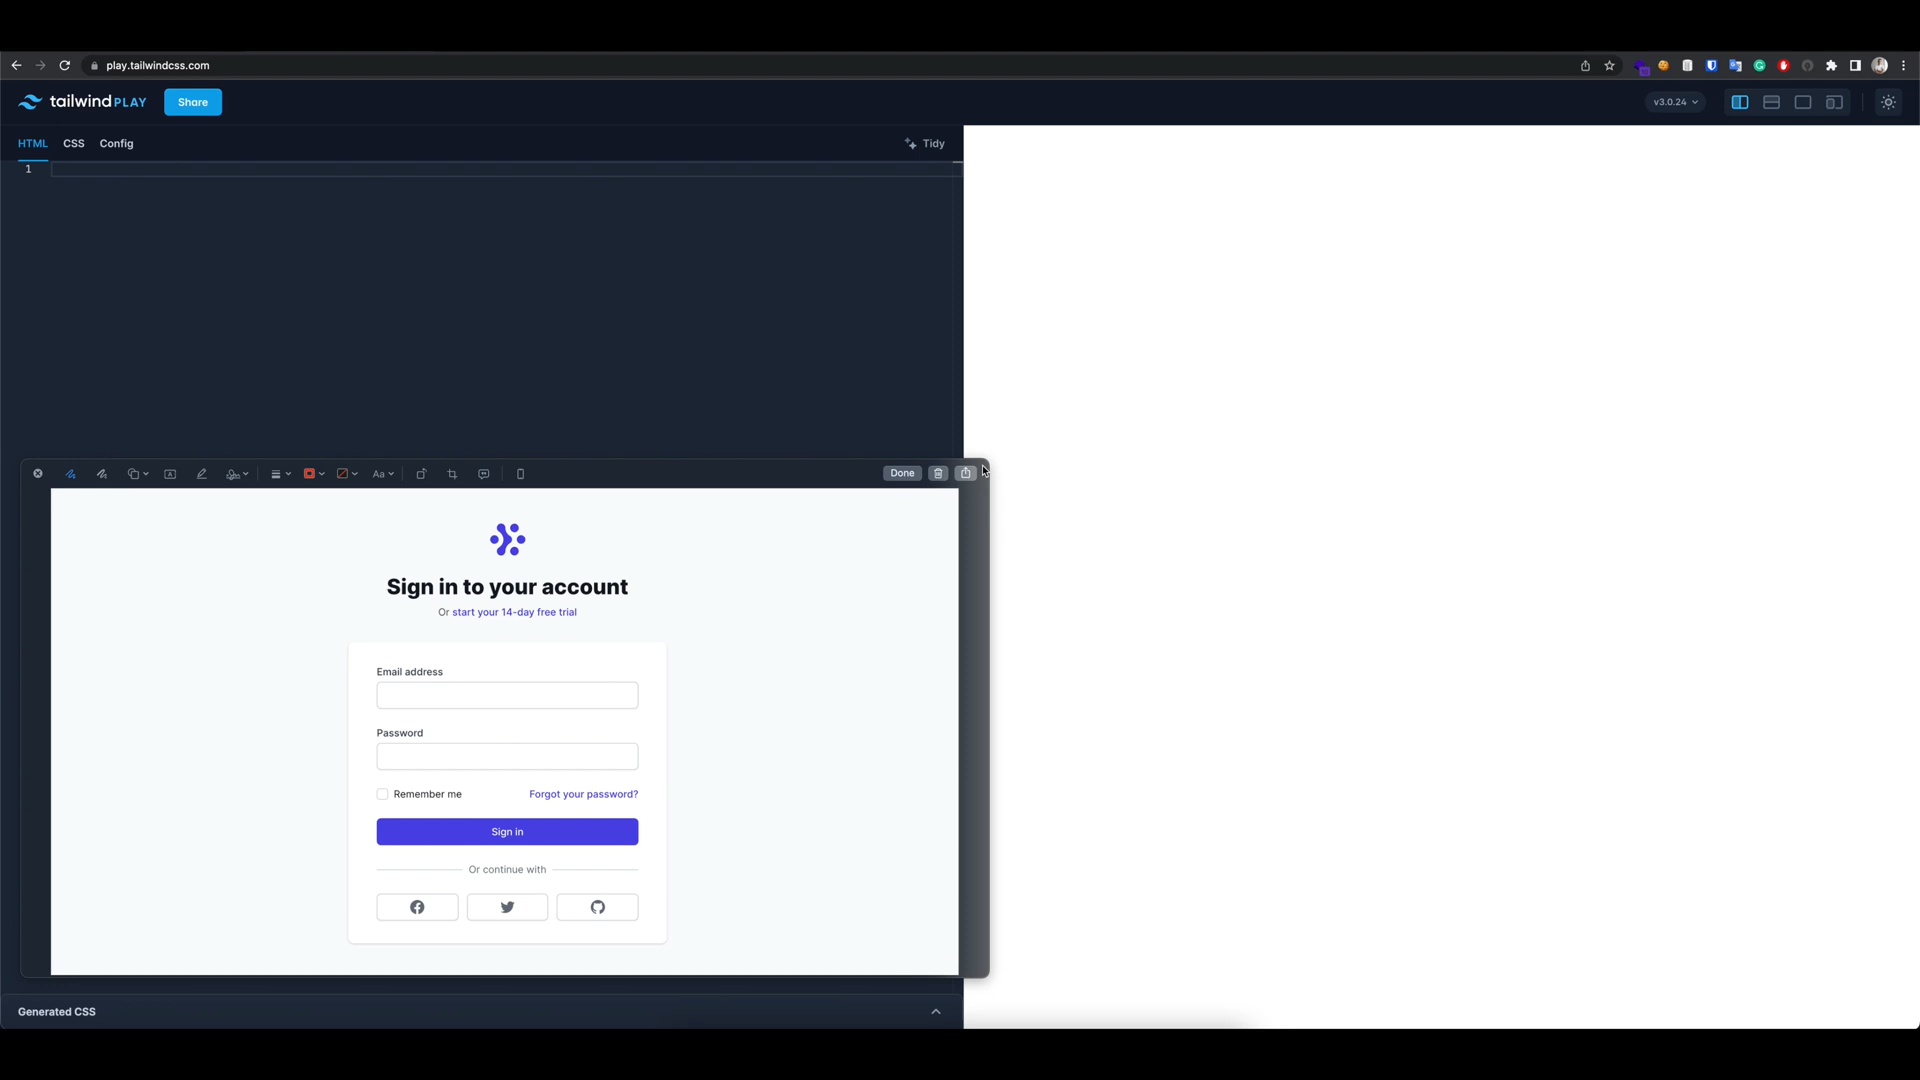 play.tailwindcss.com
tailwind PLAY
Share
v3.0.24
HTML
CSS
Config
Tidy
1
Aa
Done
Sign in to your account
Or start your 14-day free trial
Email address
Password
Remember me
Forgot your password?
Sign in
Or continue with
Generated CSS